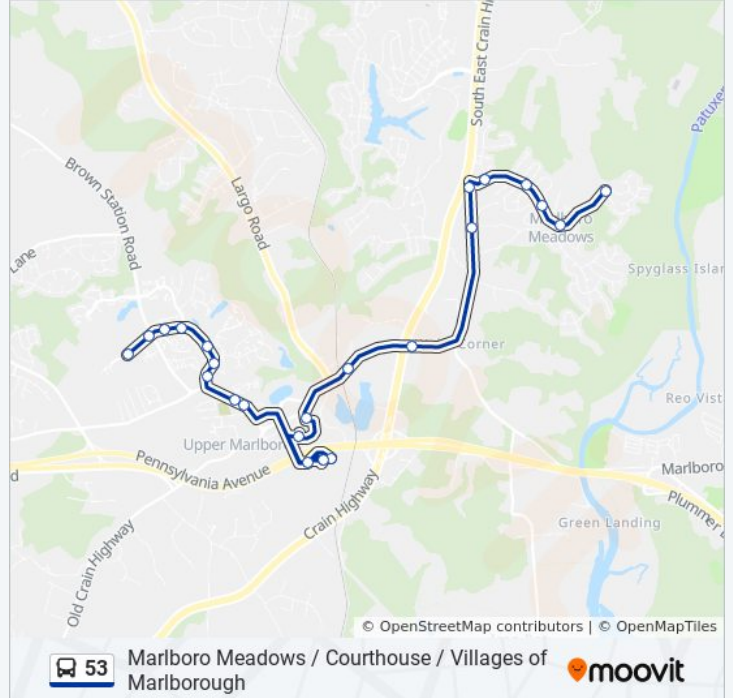 South East Crain H
Patuxen
Brown Station Road
Largo Road
Lane
Meadows
Spyglass Islan
Corner
Reo Vist
Upper Marlbor
Pennsylvania Avenue
d
Marlboro
Plummer
Crain Highway
Green Landing
Old Crain Highway
© OpenStreetMap contributors | © OpenMapTiles
53
Marlboro Meadows / Courthouse / Villages of
Marlborough
moovit